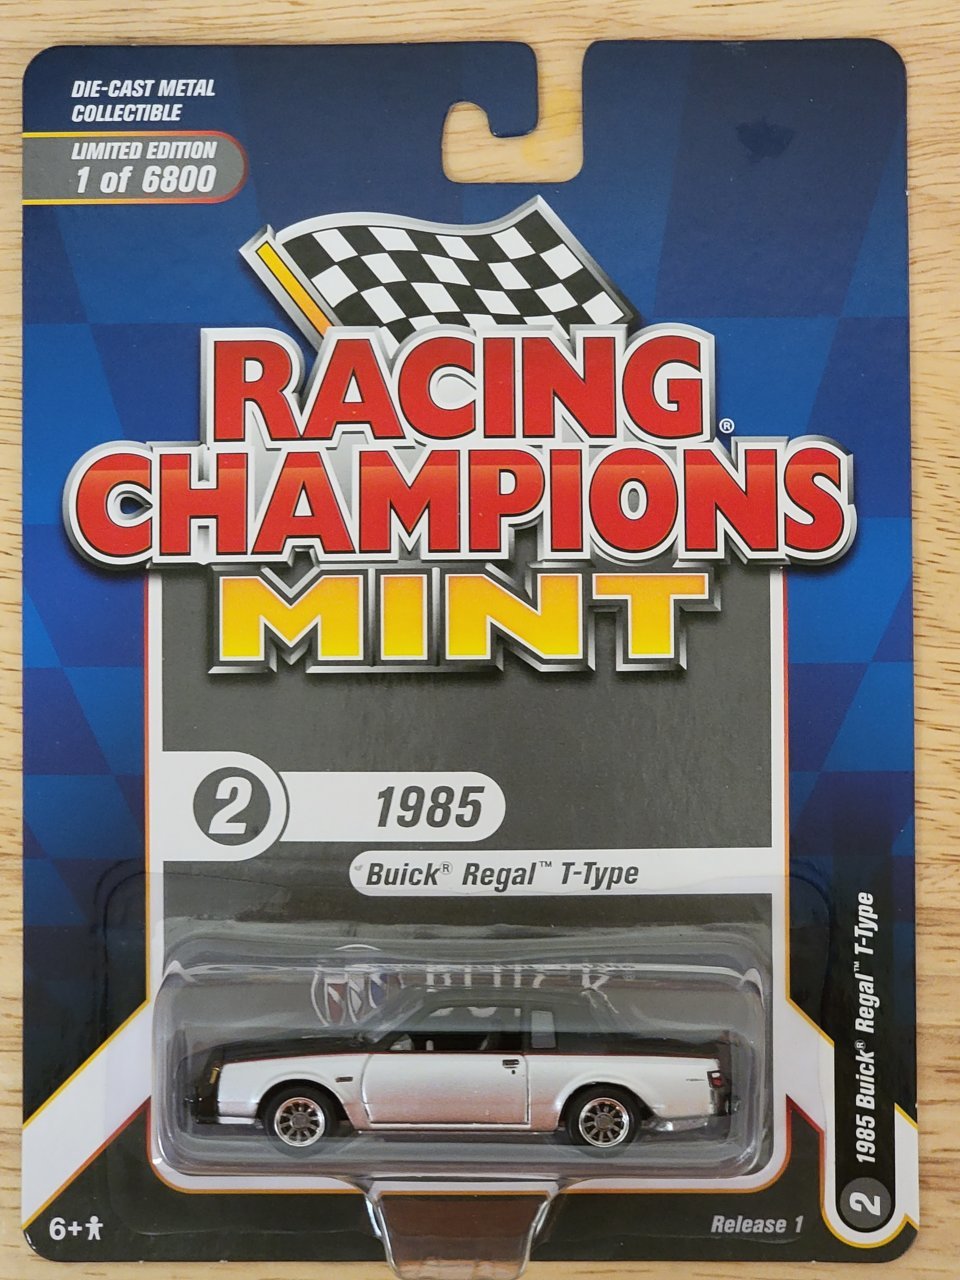 DIE-CAST METAL
COLLECTIBLE
LIMITED EDITION
1 of 6800
RACING
CHAMPIONS®
MINT
2 1985
Buick® Regal™ T-Type
BUICK
1985 Buick® Regal™ T-Type
2
6+
Release 1